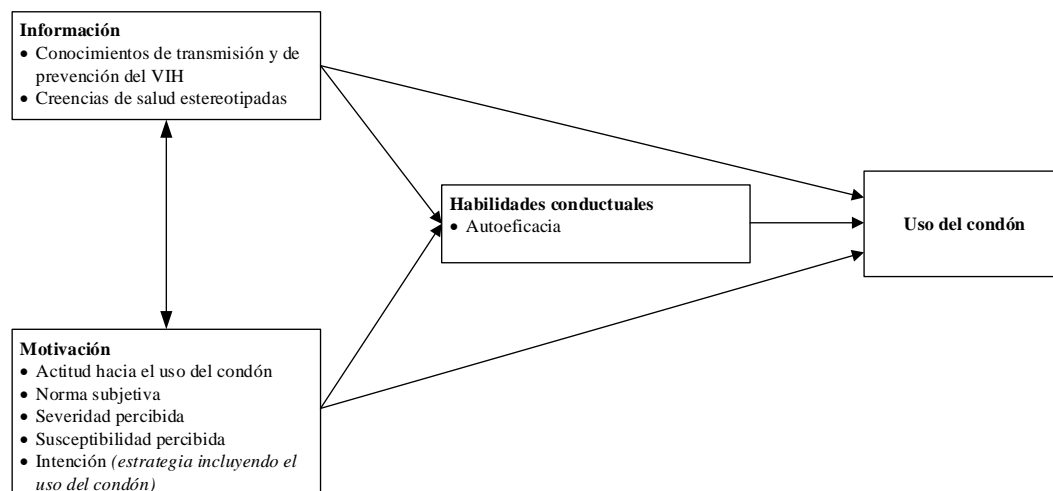 Información
• Conocimientos de transmisión y de
prevención del VIH
• Creencias de salud estereotipadas
Habilidades conductuales
• Autoeficacia
Uso del condón
Motivación
• Actitud hacia el uso del condón
• Norma subjetiva
• Severidad percibida
• Susceptibilidad percibida
• Intención (estrategia incluyendo el
uso del condón)